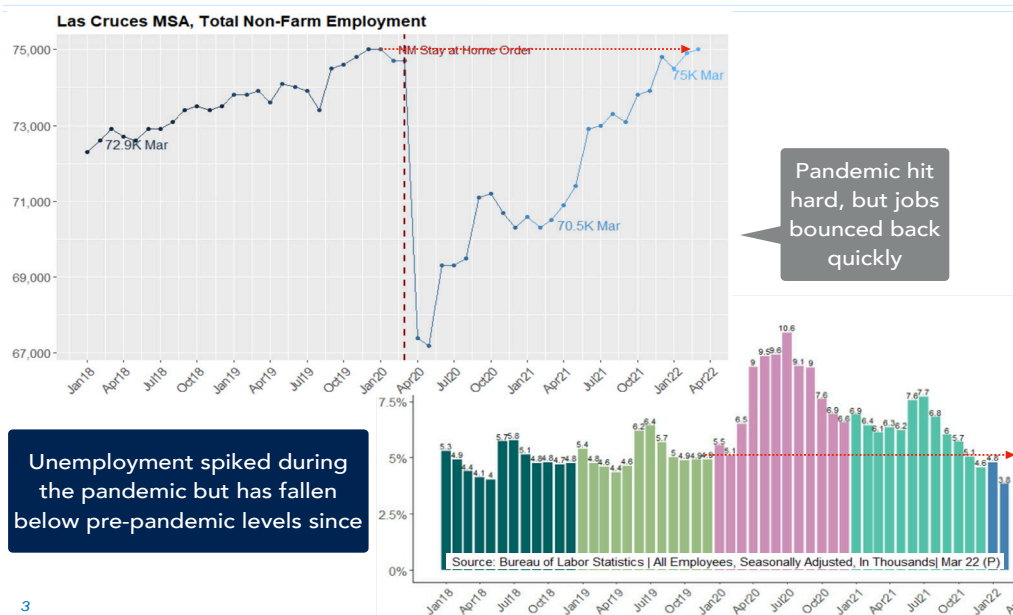 Las Cruces MSA, Total Non-Farm Employment
75,000
73,000
71,000
69,000
67,000
NM Stay at Home Order
72.9K Mar
70.5K Mar
75K Mar
Jan18
Apr18
Jul18
Oct18
Jan19
Apr19
Jul19
Oct19
Jan20
Apr20
Jul20
Oct20
Jan21
Apr21
Jul21
Oct21
Jan22
Apr22
Pandemic hit
hard, but jobs
bounced back
quickly
Unemployment spiked during
the pandemic but has fallen
below pre-pandemic levels since
7.5%
5%
2.5%
0%
5.3
4.9
4.4
4.1
4
5.7
5.8
5.1
4.8
4.8
4.7
4.8
5.4
4.8
4.6
4.4
4.6
6.2
6.4
5.7
5
4.9
4.9
4.9
5.5
5.1
6.5
9
9.5
9.6
10.6
9.1
9
7.6
6.9
6.6
6.9
6.4
6.1
6.3
6.2
7.6
7.7
6.8
6
5.7
5.1
4.6
4.8
3.8
Source: Bureau of Labor Statistics | All Employees, Seasonally Adjusted, In Thousands| Mar 22 (P)
Jan18
Apr18
Jul18
Oct18
Jan19
Apr19
Jul19
Oct19
Jan20
Apr20
Jul20
Oct20
Jan21
Apr21
Jul21
Oct21
Jan22
3